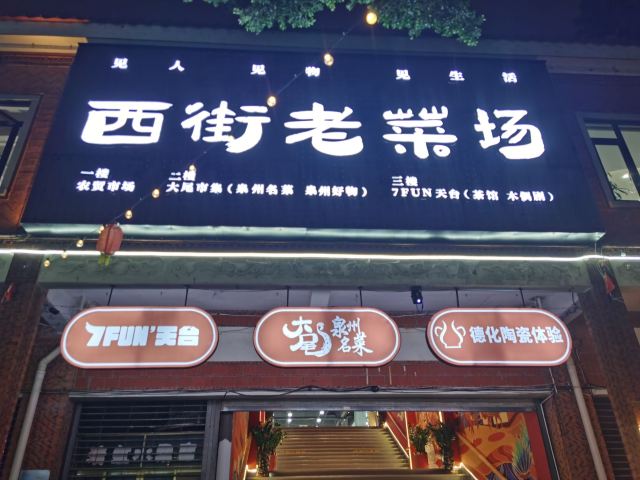 见人 见物 见生活
西街老菜场
一楼 二楼 三楼
农贸市场 大尾市集（泉州名菜 泉州好物） 7FUN天台（茶馆 木偶剧）
7FUN'天台 大尾 泉州名菜 德化陶瓷体验